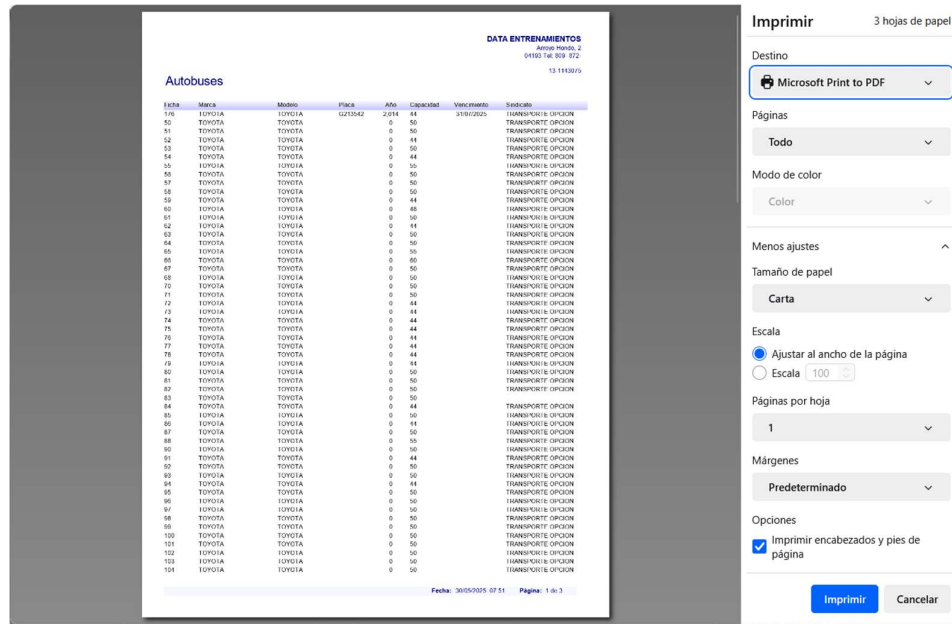 DATA ENTRENAMIENTOS
Arroyo Hondo, 2
04193 Tel: 809- 872-
13-1143075
Autobuses
Ficha Marca Modelo Placa Año Capacidad Vencimiento Sindicato
176 TOYOTA TOYOTA G213542 2,014 44 31/07/2025 TRANSPORTE OPCION
50 TOYOTA TOYOTA 0 50 TRANSPORTE OPCION
51 TOYOTA TOYOTA 0 50 TRANSPORTE OPCION
52 TOYOTA TOYOTA 0 44 TRANSPORTE OPCION
53 TOYOTA TOYOTA 0 50 TRANSPORTE OPCION
54 TOYOTA TOYOTA 0 44 TRANSPORTE OPCION
55 TOYOTA TOYOTA 0 55 TRANSPORTE OPCION
56 TOYOTA TOYOTA 0 50 TRANSPORTE OPCION
57 TOYOTA TOYOTA 0 50 TRANSPORTE OPCION
58 TOYOTA TOYOTA 0 50 TRANSPORTE OPCION
59 TOYOTA TOYOTA 0 44 TRANSPORTE OPCION
60 TOYOTA TOYOTA 0 48 TRANSPORTE OPCION
61 TOYOTA TOYOTA 0 50 TRANSPORTE OPCION
62 TOYOTA TOYOTA 0 44 TRANSPORTE OPCION
63 TOYOTA TOYOTA 0 50 TRANSPORTE OPCION
64 TOYOTA TOYOTA 0 50 TRANSPORTE OPCION
65 TOYOTA TOYOTA 0 55 TRANSPORTE OPCION
66 TOYOTA TOYOTA 0 60 TRANSPORTE OPCION
67 TOYOTA TOYOTA 0 50 TRANSPORTE OPCION
68 TOYOTA TOYOTA 0 50 TRANSPORTE OPCION
70 TOYOTA TOYOTA 0 50 TRANSPORTE OPCION
71 TOYOTA TOYOTA 0 50 TRANSPORTE OPCION
72 TOYOTA TOYOTA 0 44 TRANSPORTE OPCION
73 TOYOTA TOYOTA 0 44 TRANSPORTE OPCION
74 TOYOTA TOYOTA 0 44 TRANSPORTE OPCION
75 TOYOTA TOYOTA 0 44 TRANSPORTE OPCION
76 TOYOTA TOYOTA 0 44 TRANSPORTE OPCION
77 TOYOTA TOYOTA 0 44 TRANSPORTE OPCION
78 TOYOTA TOYOTA 0 44 TRANSPORTE OPCION
79 TOYOTA TOYOTA 0 44 TRANSPORTE OPCION
80 TOYOTA TOYOTA 0 50 TRANSPORTE OPCION
81 TOYOTA TOYOTA 0 50 TRANSPORTE OPCION
82 TOYOTA TOYOTA 0 50 TRANSPORTE OPCION
83 TOYOTA TOYOTA 0 50
84 TOYOTA TOYOTA 0 44 TRANSPORTE OPCION
85 TOYOTA TOYOTA 0 50 TRANSPORTE OPCION
86 TOYOTA TOYOTA 0 44 TRANSPORTE OPCION
87 TOYOTA TOYOTA 0 50 TRANSPORTE OPCION
88 TOYOTA TOYOTA 0 55 TRANSPORTE OPCION
90 TOYOTA TOYOTA 0 50 TRANSPORTE OPCION
91 TOYOTA TOYOTA 0 44 TRANSPORTE OPCION
92 TOYOTA TOYOTA 0 50 TRANSPORTE OPCION
93 TOYOTA TOYOTA 0 50 TRANSPORTE OPCION
94 TOYOTA TOYOTA 0 44 TRANSPORTE OPCION
95 TOYOTA TOYOTA 0 50 TRANSPORTE OPCION
96 TOYOTA TOYOTA 0 50 TRANSPORTE OPCION
97 TOYOTA TOYOTA 0 50 TRANSPORTE OPCION
98 TOYOTA TOYOTA 0 50 TRANSPORTE OPCION
99 TOYOTA TOYOTA 0 50 TRANSPORTE OPCION
100 TOYOTA TOYOTA 0 50 TRANSPORTE OPCION
101 TOYOTA TOYOTA 0 50 TRANSPORTE OPCION
102 TOYOTA TOYOTA 0 50 TRANSPORTE OPCION
103 TOYOTA TOYOTA 0 50 TRANSPORTE OPCION
104 TOYOTA TOYOTA 0 50 TRANSPORTE OPCION
Fecha: 30/05/2025 07:51 Página: 1 de 3
Imprimir 3 hojas de papel
Destino
Microsoft Print to PDF
Páginas
Todo
Modo de color
Color
Menos ajustes
Tamaño de papel
Carta
Escala
Ajustar al ancho de la página
Escala 100
Páginas por hoja
1
Márgenes
Predeterminado
Opciones
Imprimir encabezados y pies de
página
Imprimir Cancelar